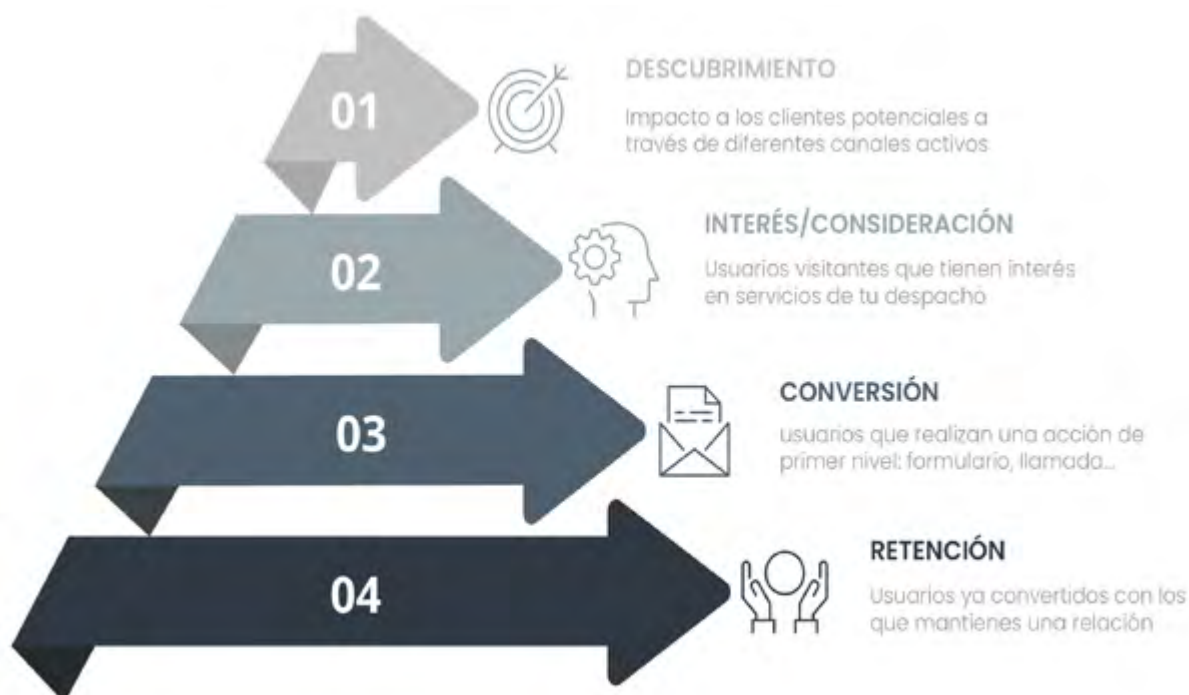 01
DESCUBRIMIENTO
Impacto a los clientes potenciales a
través de diferentes canales activos
02
INTERÉS/CONSIDERACIÓN
Usuarios visitantes que tienen interés
en servicios de tu despacho
03
CONVERSIÓN
usuarios que realizan una acción de
primer nivel: formulario, llamada...
04
RETENCIÓN
Usuarios ya convertidos con los
que mantienes una relación